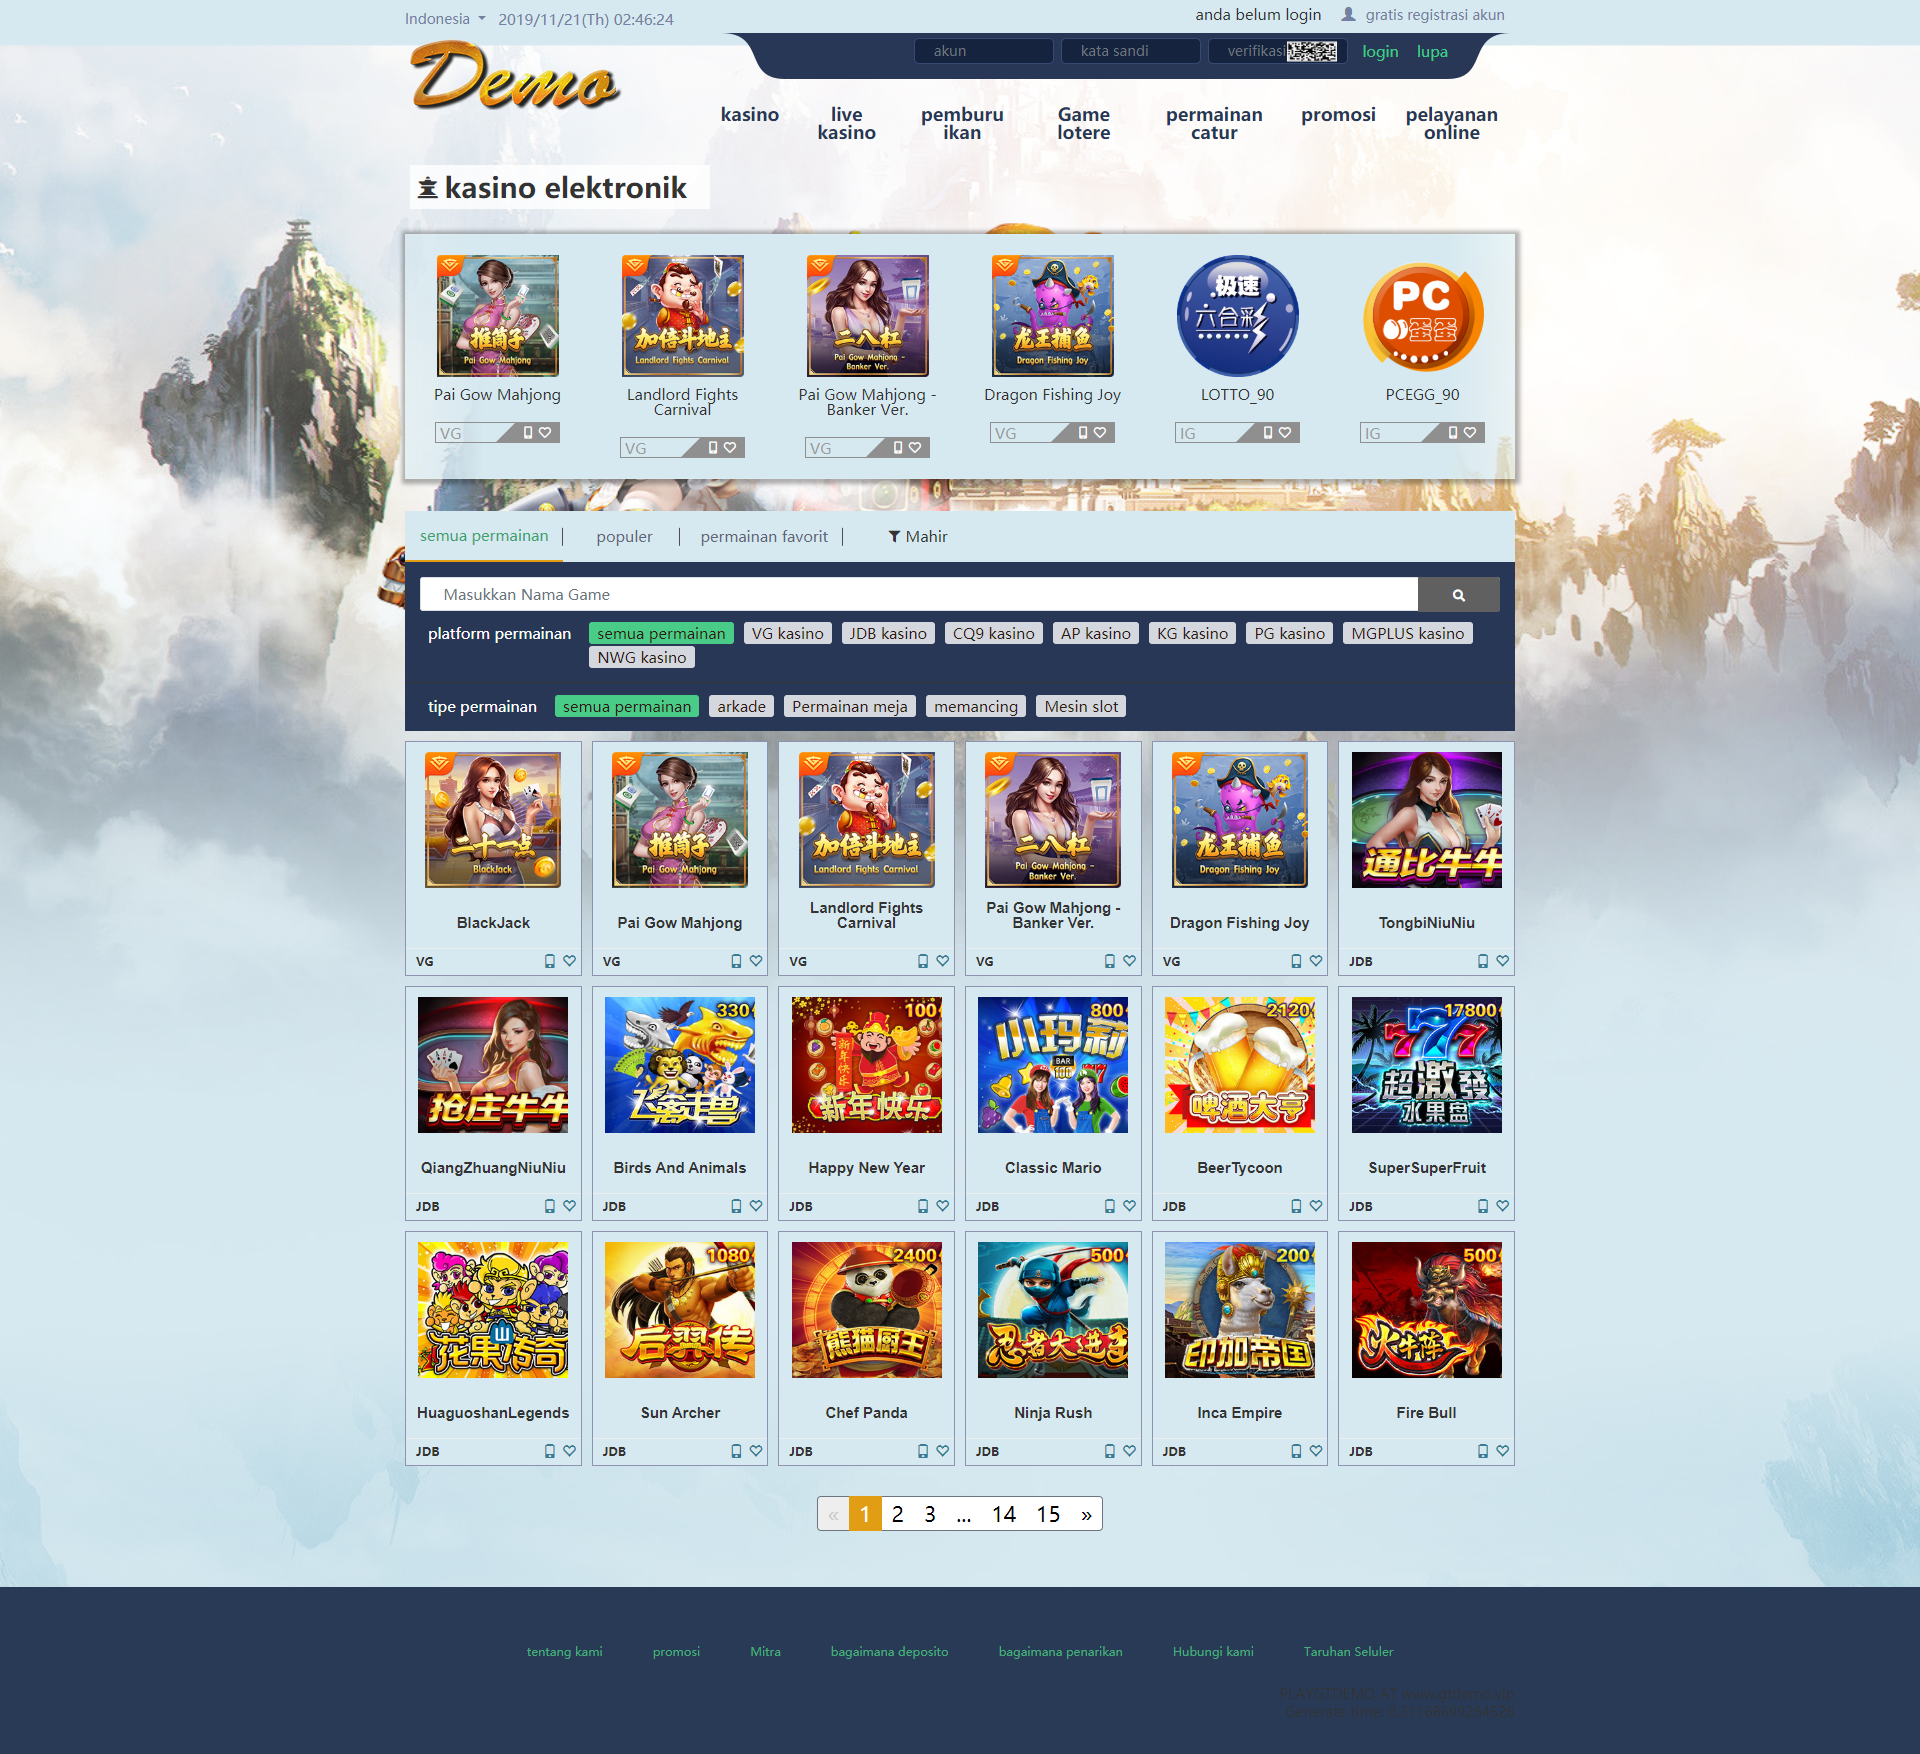 Indonesia 2019/11/21(Th) 02:46:24
anda belum login gratis registrasi akun
Demo
akun kata sandi verifikasi login lupa
kasino live kasino pemburu ikan Game lotere permainan catur promosi pelayanan online
kasino elektronik
推筒子 Pai Gow Mahjong
加倍斗地主 Landlord Fights Carnival
二八杠 Pai Gow Mahjong - Banker Ver.
龙王捕鱼 Dragon Fishing Joy
极速 六合彩
PC 蛋蛋
Pai Gow Mahjong
Landlord Fights Carnival
Pai Gow Mahjong - Banker Ver.
Dragon Fishing Joy
LOTTO_90
PCEGG_90
VG VG VG VG IG IG
semua permainan populer permainan favorit Mahir
Masukkan Nama Game
platform permainan semua permainan VG kasino JDB kasino CQ9 kasino AP kasino KG kasino PG kasino MGPLUS kasino
NWG kasino
tipe permainan semua permainan arkade Permainan meja memancing Mesin slot
二十一点 BlackJack
推筒子 Pai Gow Mahjong
加倍斗地主 Landlord Fights Carnival
二八杠 Pai Gow Mahjong - Banker Ver.
龙王捕鱼 Dragon Fishing Joy
通比牛牛
BlackJack
Pai Gow Mahjong
Landlord Fights Carnival
Pai Gow Mahjong - Banker Ver.
Dragon Fishing Joy
TongbiNiuNiu
VG VG VG VG VG JDB
抢庄牛牛
330 飞禽走兽
100 新年快乐 新年快乐
800 小玛莉 BAR 100
2120 啤酒大亨
17800 777 超激發 水果盘
QiangZhuangNiuNiu
Birds And Animals
Happy New Year
Classic Mario
BeerTycoon
SuperSuperFruit
JDB JDB JDB JDB JDB JDB
花果山传奇
1080 后羿传
2400 熊猫厨王
500 忍者大进击
200 印加帝国
500 火牛阵
HuaguoshanLegends
Sun Archer
Chef Panda
Ninja Rush
Inca Empire
Fire Bull
JDB JDB JDB JDB JDB JDB
« 1 2 3 ... 14 15 »
tentang kami promosi Mitra bagaimana deposito bagaimana penarikan Hubungi kami Taruhan Seluler